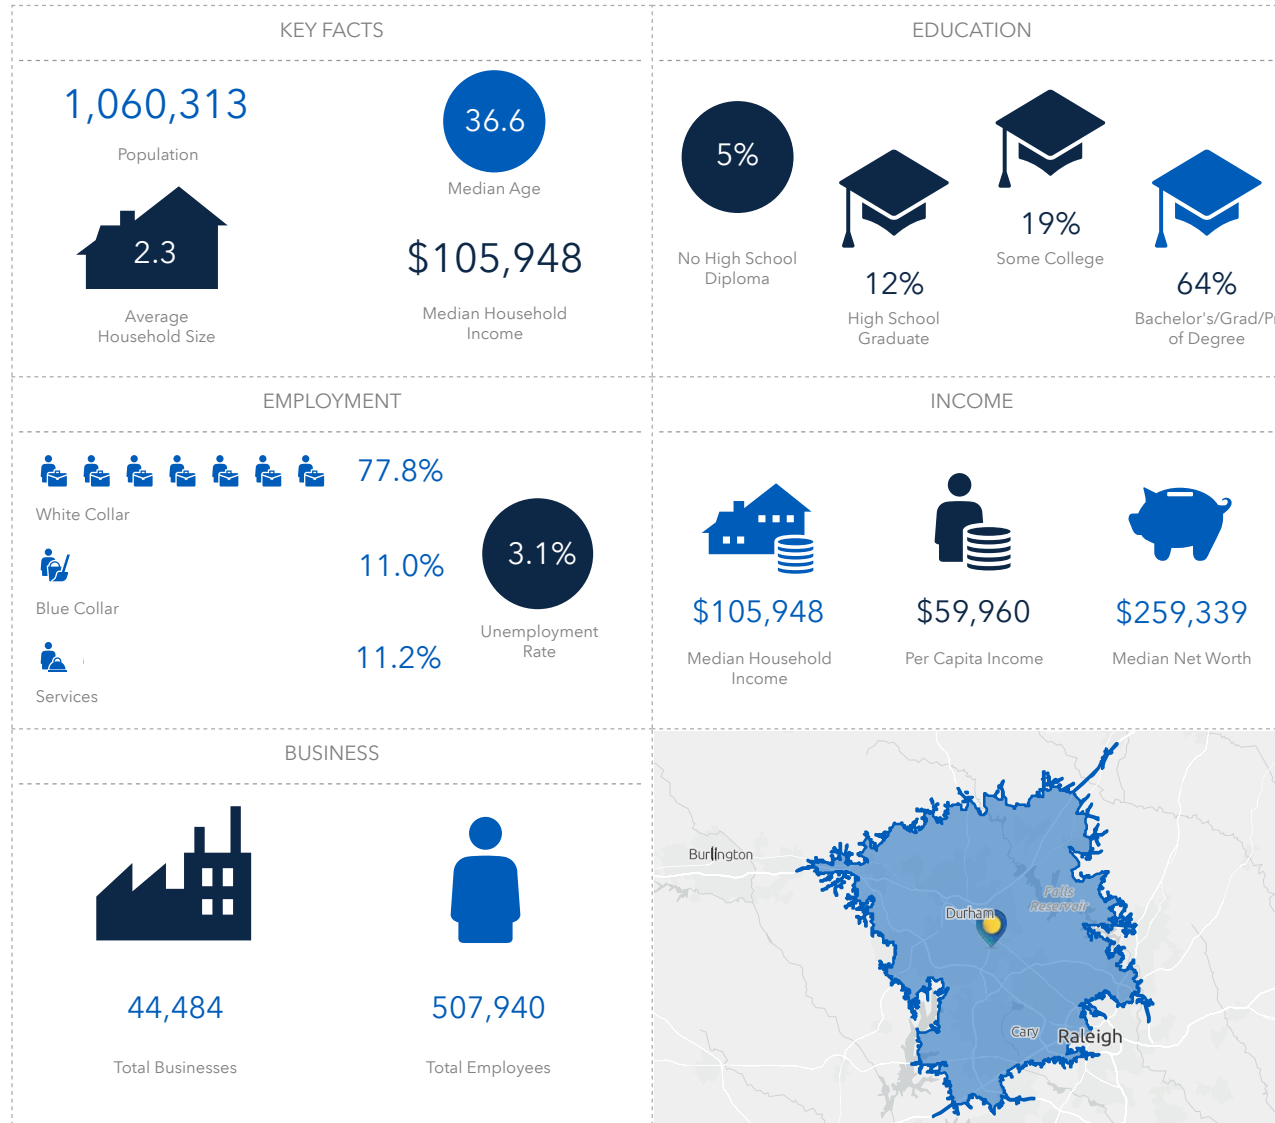 KEY FACTS
1,060,313
Population
36.6
Median Age
2.3
Average
Household Size
$105,948
Median Household
Income
EDUCATION
5%
No High School
Diploma
12%
High School
Graduate
19%
Some College
64%
Bachelor's/Grad/Pr
of Degree
EMPLOYMENT
77.8%
White Collar
11.0%
Blue Collar
11.2%
Services
3.1%
Unemployment
Rate
INCOME
$105,948
Median Household
Income
$59,960
Per Capita Income
$259,339
Median Net Worth
BUSINESS
44,484
Total Businesses
507,940
Total Employees
Burlington
Durham
Falls
Reservoir
Cary
Raleigh